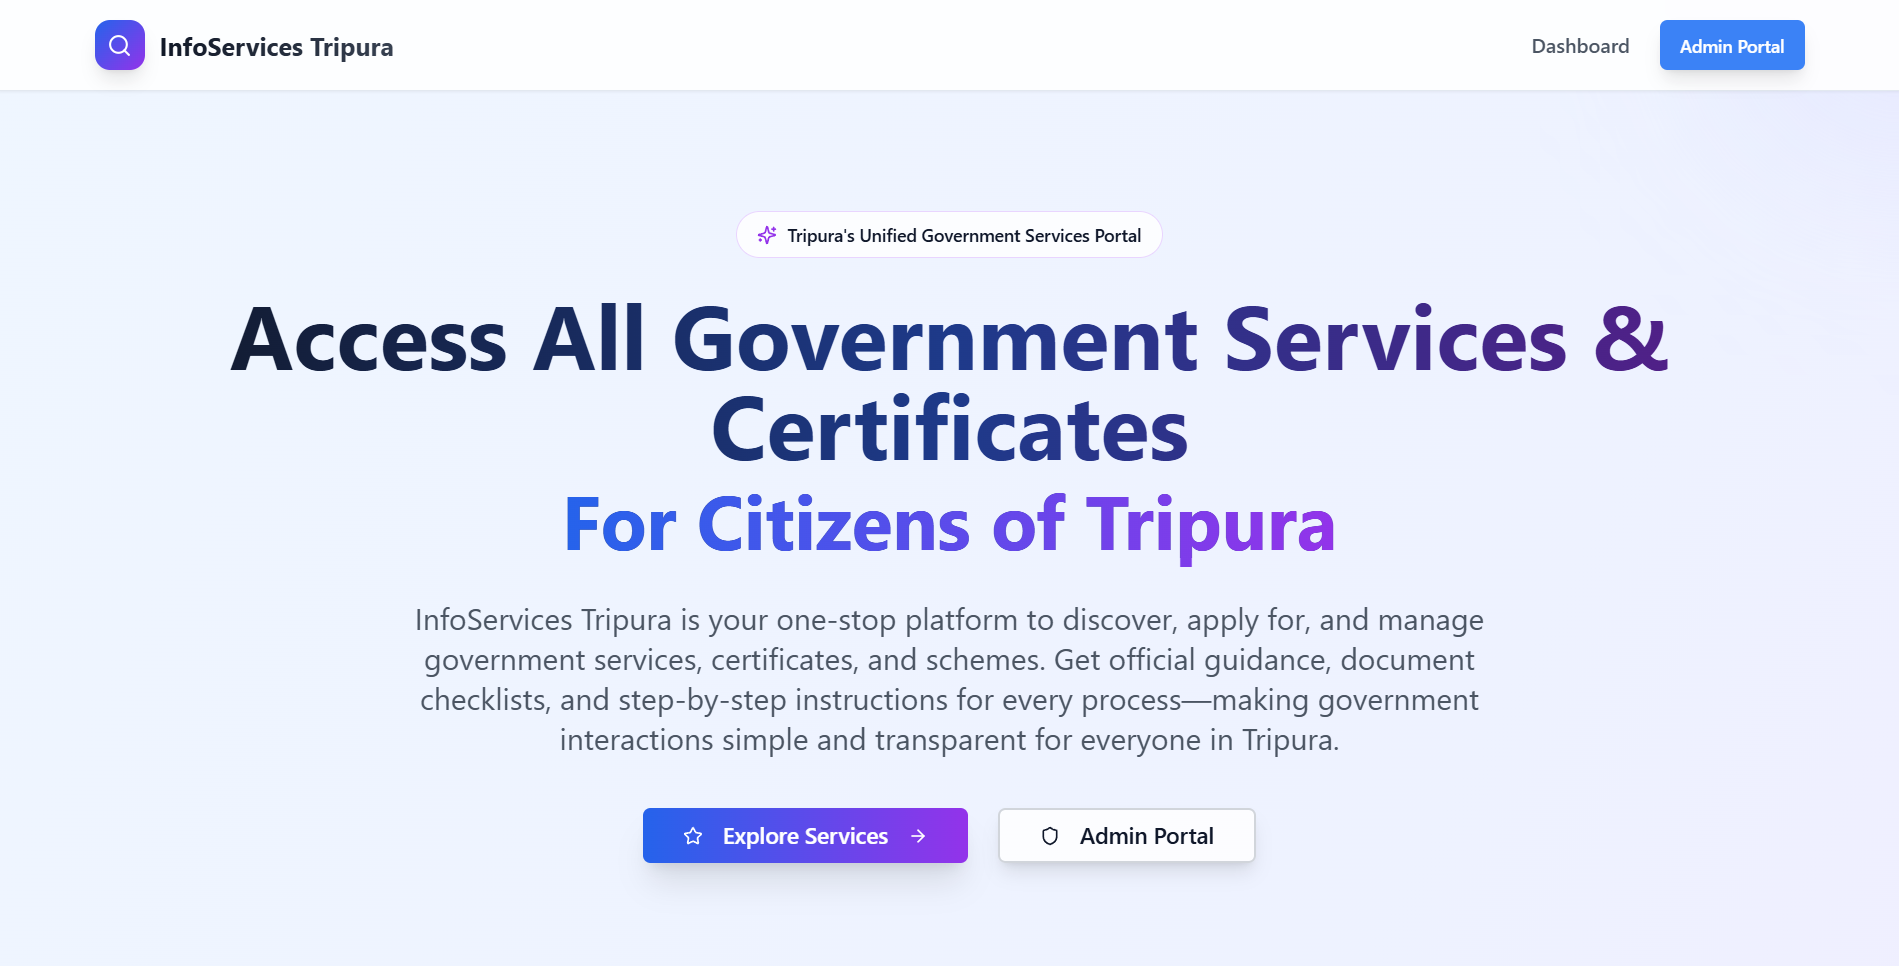 InfoServices Tripura
Dashboard
Admin Portal
Tripura's Unified Government Services Portal
Access All Government Services &
Certificates
For Citizens of Tripura
InfoServices Tripura is your one-stop platform to discover, apply for, and manage
government services, certificates, and schemes. Get official guidance, document
checklists, and step-by-step instructions for every process—making government
interactions simple and transparent for everyone in Tripura.
Explore Services
Admin Portal